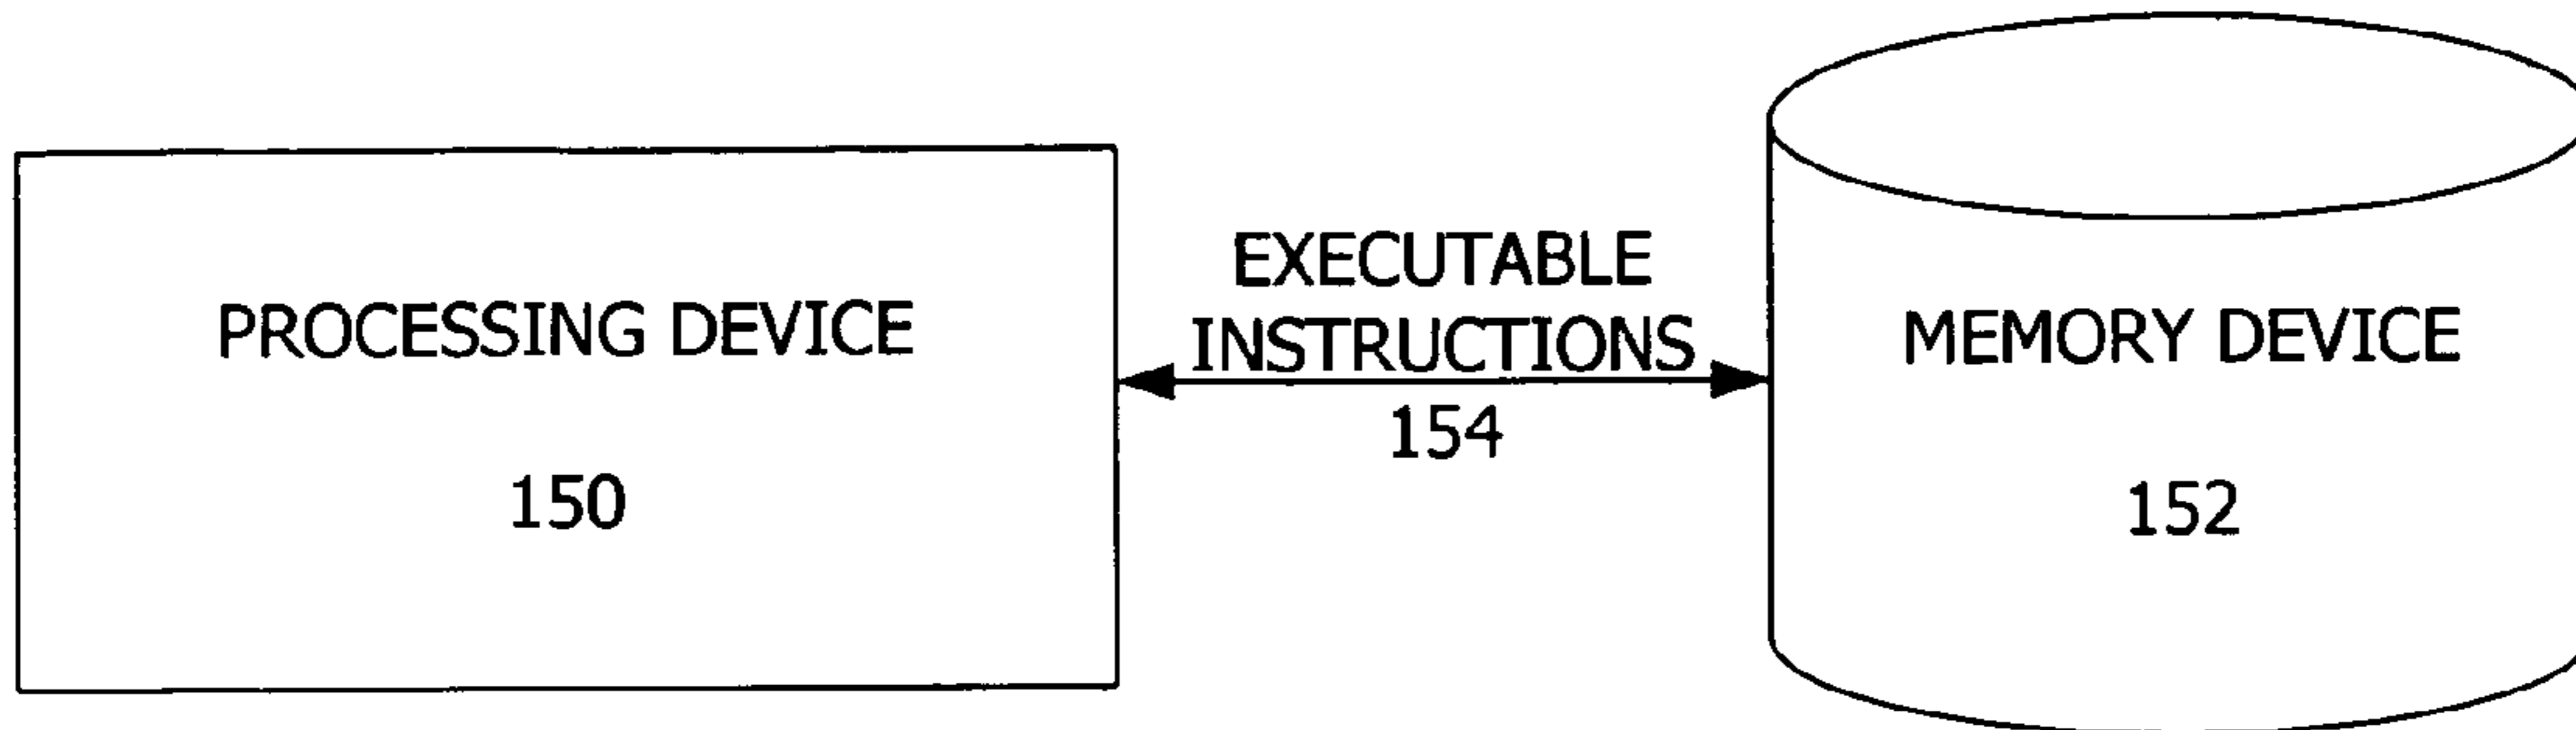 PROCESSING DEVICE
150
EXECUTABLE
INSTRUCTIONS
154
MEMORY DEVICE
152